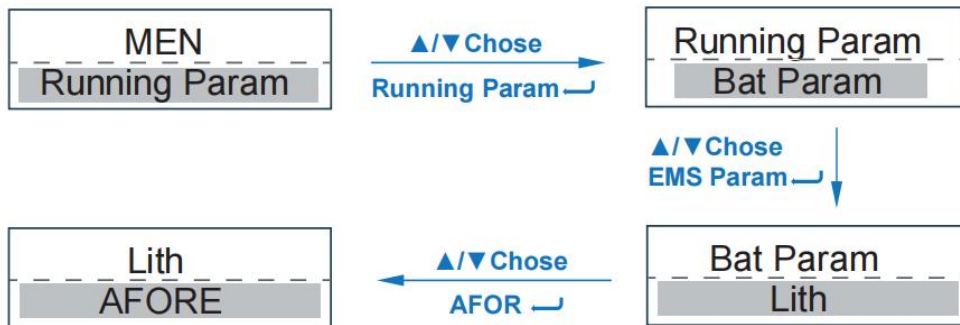 MEN
Running Param
▲/▼Chose
Running Param↵
Running Param
Bat Param
▲/▼Chose
EMS Param↵
Bat Param
Lith
▲/▼Chose
AFOR ↵
Lith
AFORE